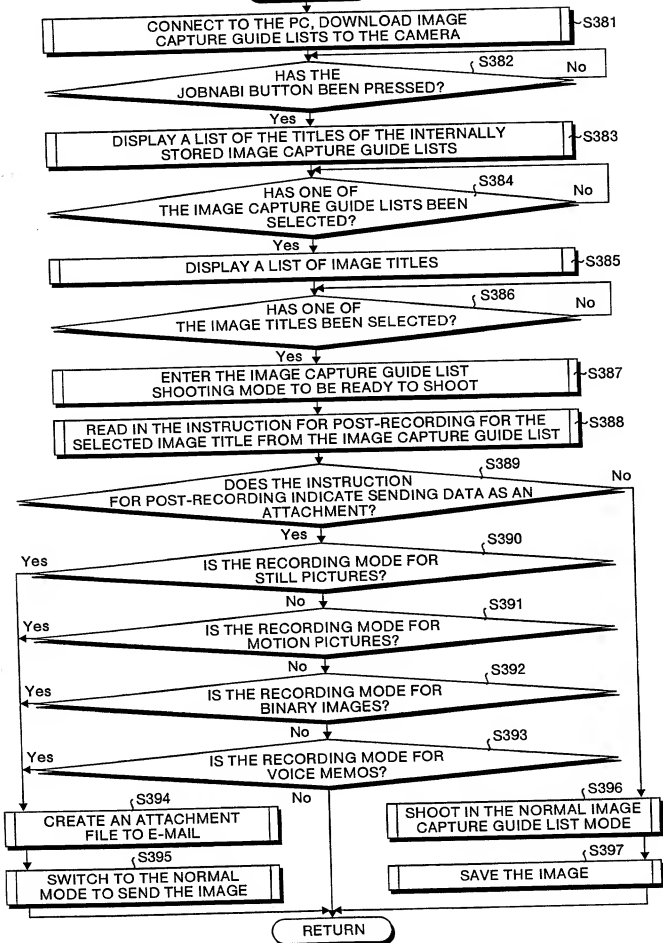 CONNECT TO THE PC, DOWNLOAD IMAGE
CAPTURE GUIDE LISTS TO THE CAMERA
S381
S382
No
HAS THE
JOBNABI BUTTON BEEN PRESSED?
Yes
DISPLAY A LIST OF THE TITLES OF THE INTERNALLY
STORED IMAGE CAPTURE GUIDE LISTS
S383
S384
No
HAS ONE OF
THE IMAGE CAPTURE GUIDE LISTS BEEN
SELECTED?
Yes
DISPLAY A LIST OF IMAGE TITLES
S385
S386
No
HAS ONE OF
THE IMAGE TITLES BEEN SELECTED?
Yes
ENTER THE IMAGE CAPTURE GUIDE LIST
SHOOTING MODE TO BE READY TO SHOOT
S387
READ IN THE INSTRUCTION FOR POST-RECORDING FOR THE
SELECTED IMAGE TITLE FROM THE IMAGE CAPTURE GUIDE LIST
S388
S389
No
DOES THE INSTRUCTION
FOR POST-RECORDING INDICATE SENDING DATA AS AN
ATTACHMENT?
Yes
S390
Yes
IS THE RECORDING MODE FOR
STILL PICTURES?
No
S391
Yes
IS THE RECORDING MODE FOR
MOTION PICTURES?
No
S392
Yes
IS THE RECORDING MODE FOR
BINARY IMAGES?
No
S393
Yes
IS THE RECORDING MODE FOR
VOICE MEMOS?
No
S394
CREATE AN ATTACHMENT
FILE TO E-MAIL
S395
SWITCH TO THE NORMAL
MODE TO SEND THE IMAGE
S396
SHOOT IN THE NORMAL IMAGE
CAPTURE GUIDE LIST MODE
S397
SAVE THE IMAGE
RETURN